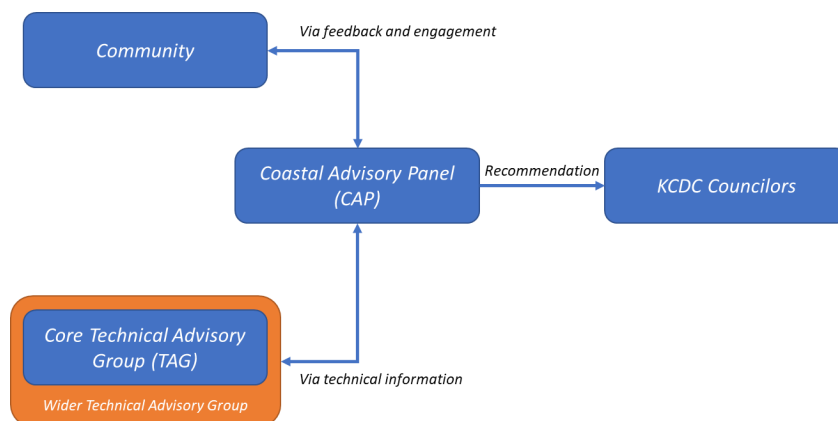 Via feedback and engagement
Community
Coastal Advisory Panel
(CAP)
Recommendation
KCDC Councilors
Core Technical Advisory
Group (TAG)
Via technical information
Wider Technical Advisory Group